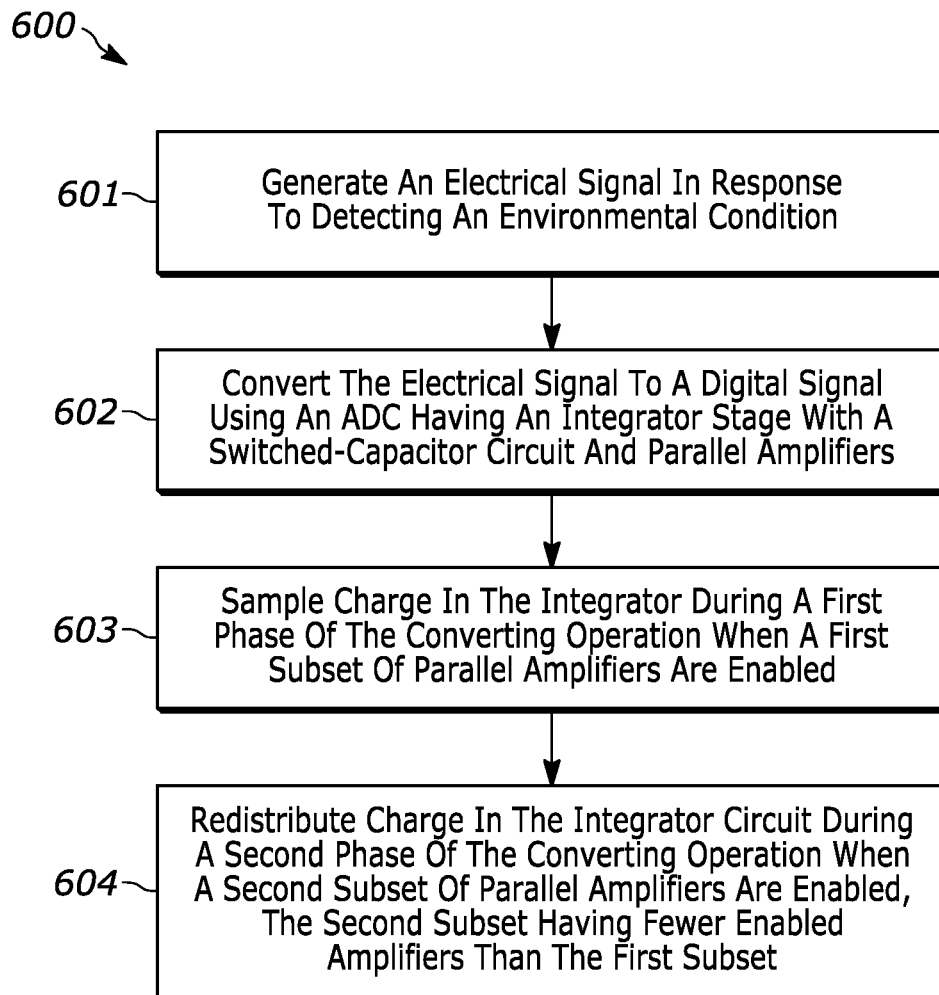 600
601
Generate An Electrical Signal In Response
To Detecting An Environmental Condition
602
Convert The Electrical Signal To A Digital Signal
Using An ADC Having An Integrator Stage With A
Switched-Capacitor Circuit And Parallel Amplifiers
603
Sample Charge In The Integrator During A First
Phase Of The Converting Operation When A First
Subset Of Parallel Amplifiers Are Enabled
604
Redistribute Charge In The Integrator Circuit During
A Second Phase Of The Converting Operation When
A Second Subset Of Parallel Amplifiers Are Enabled,
The Second Subset Having Fewer Enabled
Amplifiers Than The First Subset